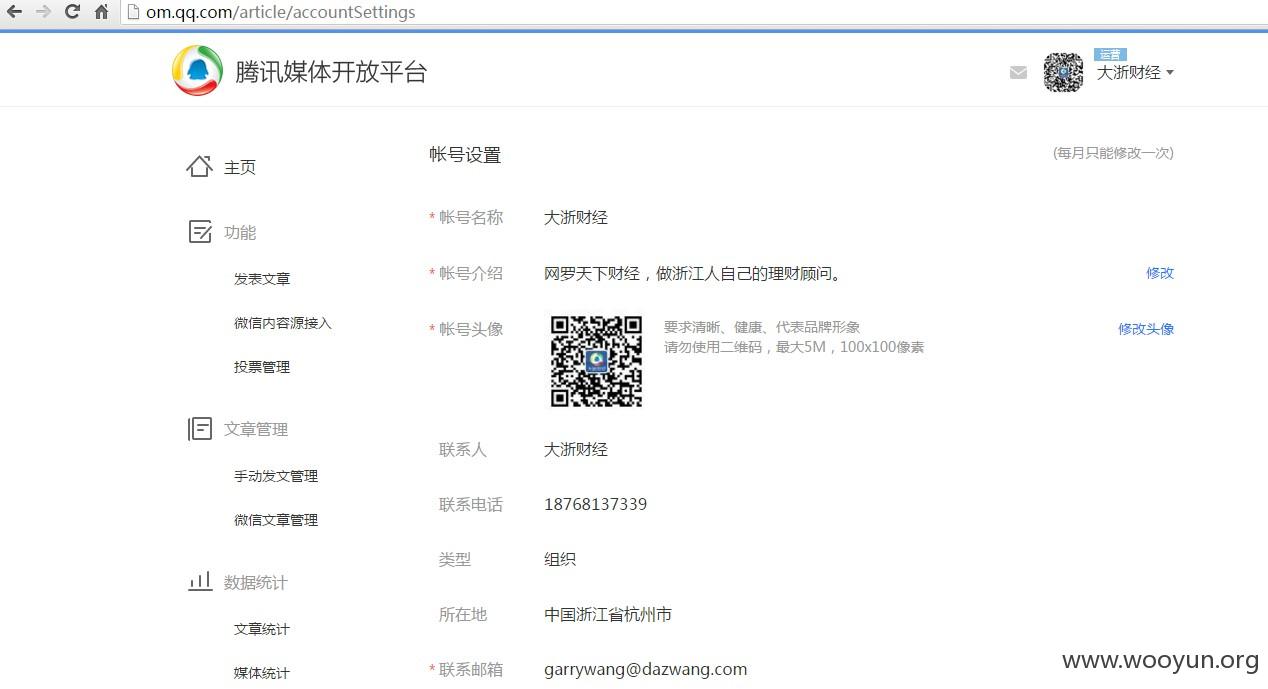 om.qq.com/article/accountSettings
腾讯媒体开放平台
运营
大浙财经
主页
功能
发表文章
微信内容源接入
投票管理
文章管理
手动发文管理
微信文章管理
数据统计
文章统计
媒体统计
帐号设置
(每月只能修改一次)
* 帐号名称 大浙财经
* 帐号介绍 网罗天下财经，做浙江人自己的理财顾问。 修改
* 帐号头像 要求清晰、健康、代表品牌形象 修改头像
请勿使用二维码，最大5M，100x100像素
联系人 大浙财经
联系电话 18768137339
类型 组织
所在地 中国浙江省杭州市
* 联系邮箱 garrywang@dazwang.com
www.wooyun.org